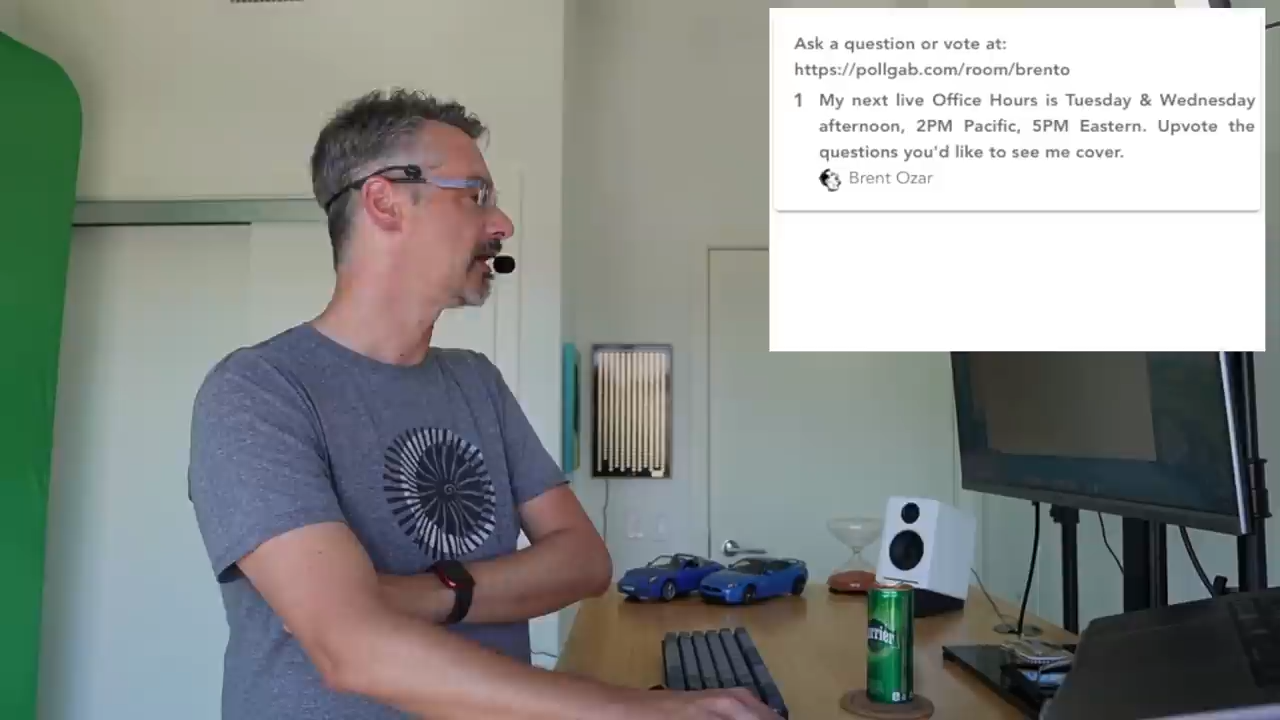 Ask a question or vote at:
https://pollgab.com/room/brento
1 My next live Office Hours is Tuesday & Wednesday
afternoon, 2PM Pacific, 5PM Eastern. Upvote the
questions you'd like to see me cover.
Brent Ozar